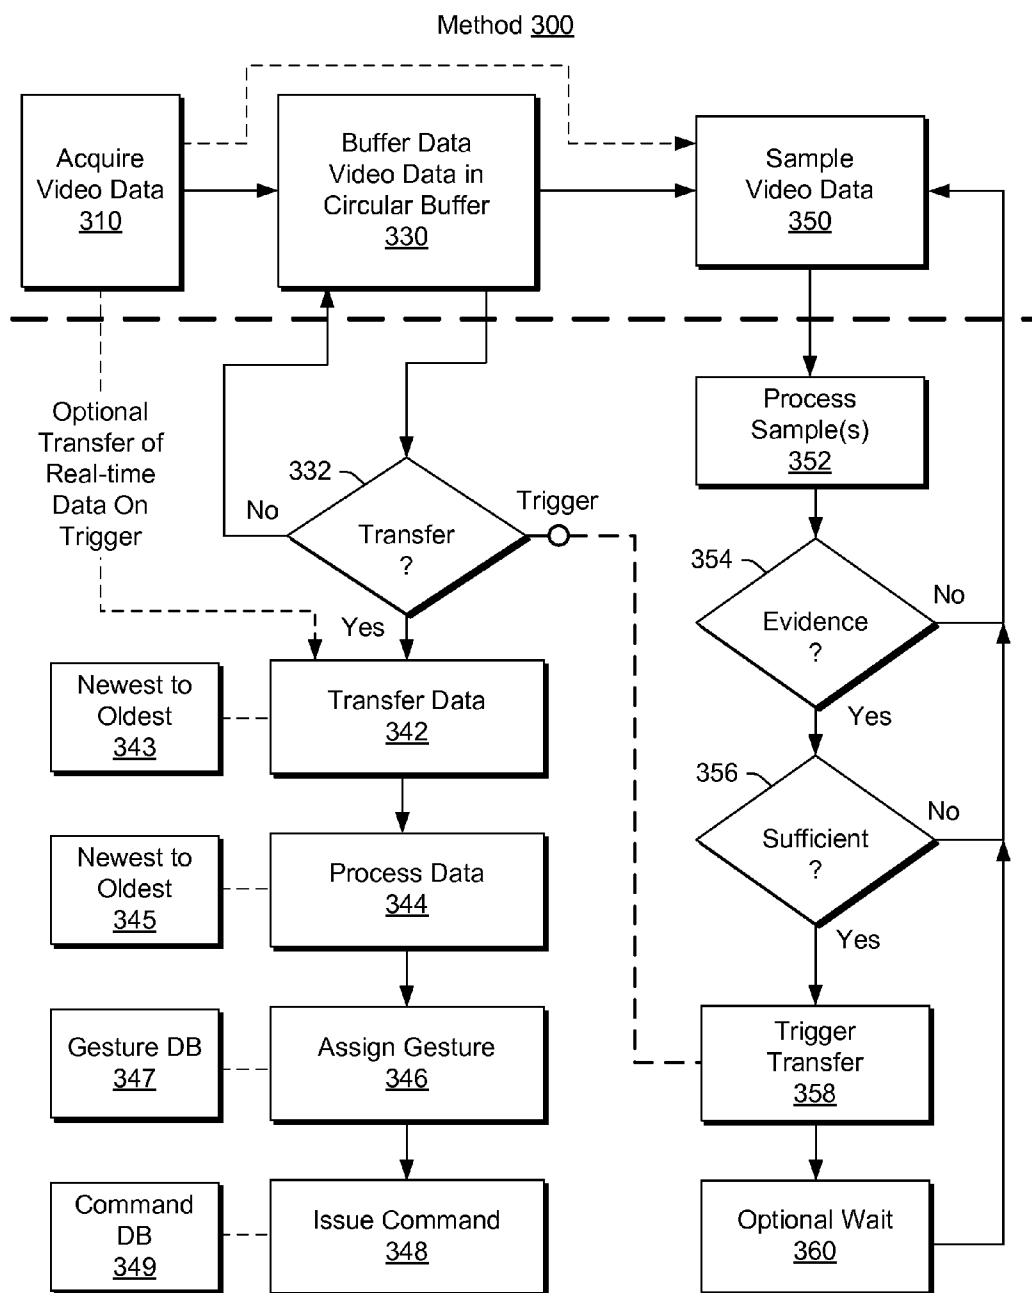 Method 300
Acquire
Video Data
310
Buffer Data
Video Data in
Circular Buffer
330
Sample
Video Data
350
Optional
Transfer of
Real-time
Data On
Trigger
332
No
Transfer
?
Trigger
Yes
Process
Sample(s)
352
354
Evidence
?
No
Yes
Newest to
Oldest
343
Transfer Data
342
356
Sufficient
?
No
Yes
Newest to
Oldest
345
Process Data
344
Gesture DB
347
Assign Gesture
346
Trigger
Transfer
358
Command
DB
349
Issue Command
348
Optional Wait
360